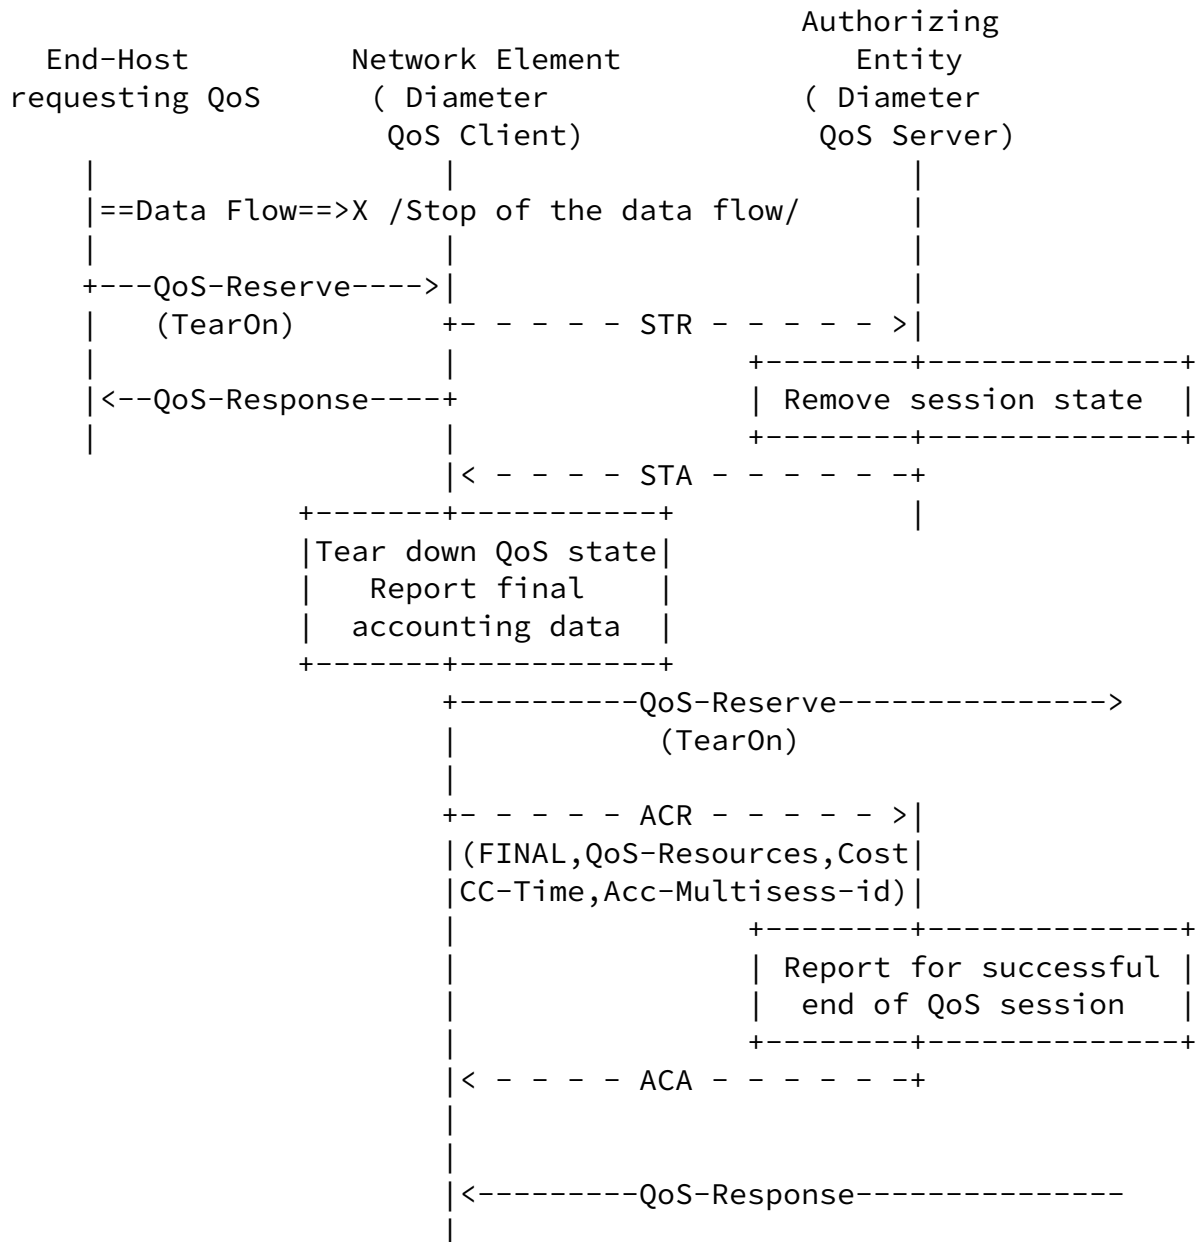 Authorizing
   End-Host           Network Element                   Entity
requesting QoS         ( Diameter                    ( Diameter
                        QoS Client)                   QoS Server)
     |                       |                              |
     |==Data Flow==>X /Stop of the data flow/               |
     |                       |                              |
     +---QoS-Reserve---->|                              |
     |    (TearOn)           +- - - - - STR - - - - - >|
     |                       |                   +--------+--------------+
     |<--QoS-Response----+                   | Remove session state  |
     |                       |                   +--------+--------------+
                             |< - - - - STA - - - - - -+
                    +-------+-----------+                |
                    |Tear down QoS state|
                    |   Report final    |
                    |  accounting data  |
                    +-------+-----------+
                             +----------QoS-Reserve--------------->
                             |            (TearOn)
                             |
                             +- - - - - ACR - - - - - >|
                             |(FINAL,QoS-Resources,Cost|
                             |CC-Time,Acc-Multisess-id)|
                             |                +--------+--------------+
                             |                | Report for successful |
                             |                |  end of QoS session   |
                             |                +--------+--------------+
                             |< - - - - ACA - - - - - -+
                             |
                             |
                             |<---------QoS-Response---------------
                             |